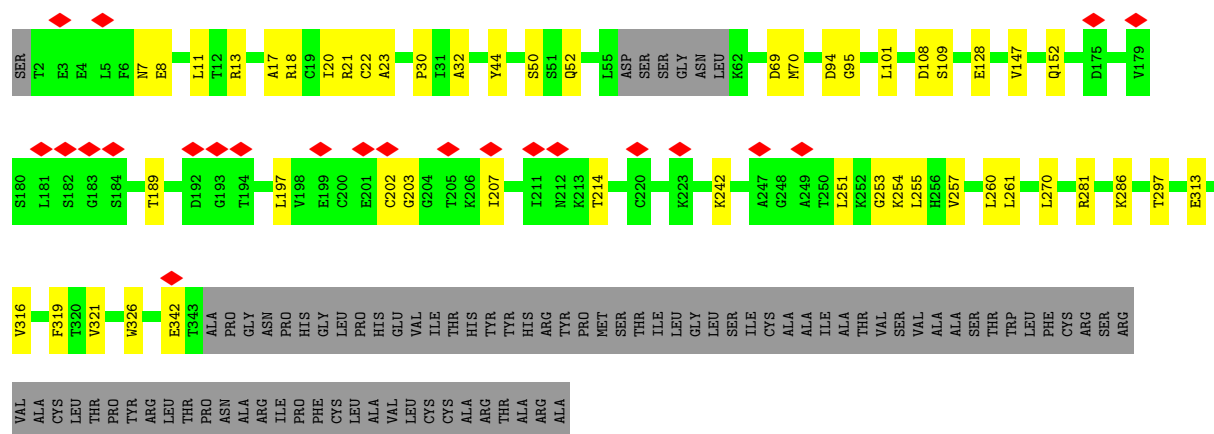 SER T2 E3 E4 L5 F6 N7 E8 L11 T12 R13 A17 R18 C19 I20 R21 C22 A23 P30 I31 A32 Y44 S50 S51 Q52 L55 ASP SER SER GLY ASN LEU K62 D69 M70 D94 G95 L101 D108 S109 E128 V147 Q152 D175 V179
S180 L181 S182 G183 S184 T189 D192 G193 T194 L197 V198 E199 C200 E201 C202 G203 G204 T205 K206 I207 I211 N212 K213 T214 C220 K223 K242 A247 G248 A249 T250 L251 K252 G253 K254 L255 H256 V257 L260 L261 L270 R281 K286 T297 E313
V316 F319 T320 V321 W326 E342 T343 ALA PRO GLY ASN PRO HIS GLY LEU PRO HIS GLU VAL ILE THR HIS TYR TYR HIS ARG TYR PRO MET SER THR ILE LEU GLY LEU SER ILE CYS ALA ALA ILE ALA THR VAL SER VAL ALA ALA SER THR TRP LEU PHE CYS ARG SER ARG
VAL ALA CYS LEU THR PRO TYR ARG LEU THR PRO ASN ALA ARG ILE PRO PHE CYS LEU ALA VAL LEU CYS CYS ALA ARG THR ALA ARG ALA